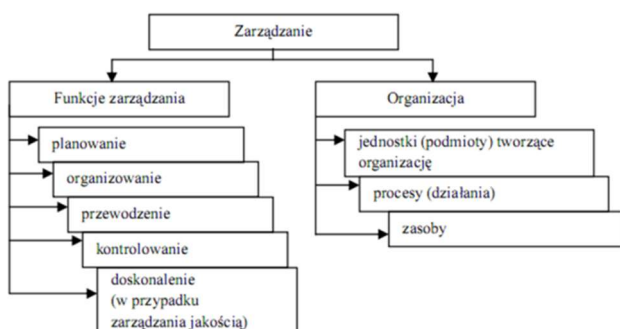 Zarządzanie
Funkcje zarządzania
planowanie
organizowanie
przewodzenie
kontrolowanie
doskonalenie
(w przypadku
zarządzania jakością)
Organizacja
jednostki (podmioty) tworzące
organizację
procesy (działania)
zasoby